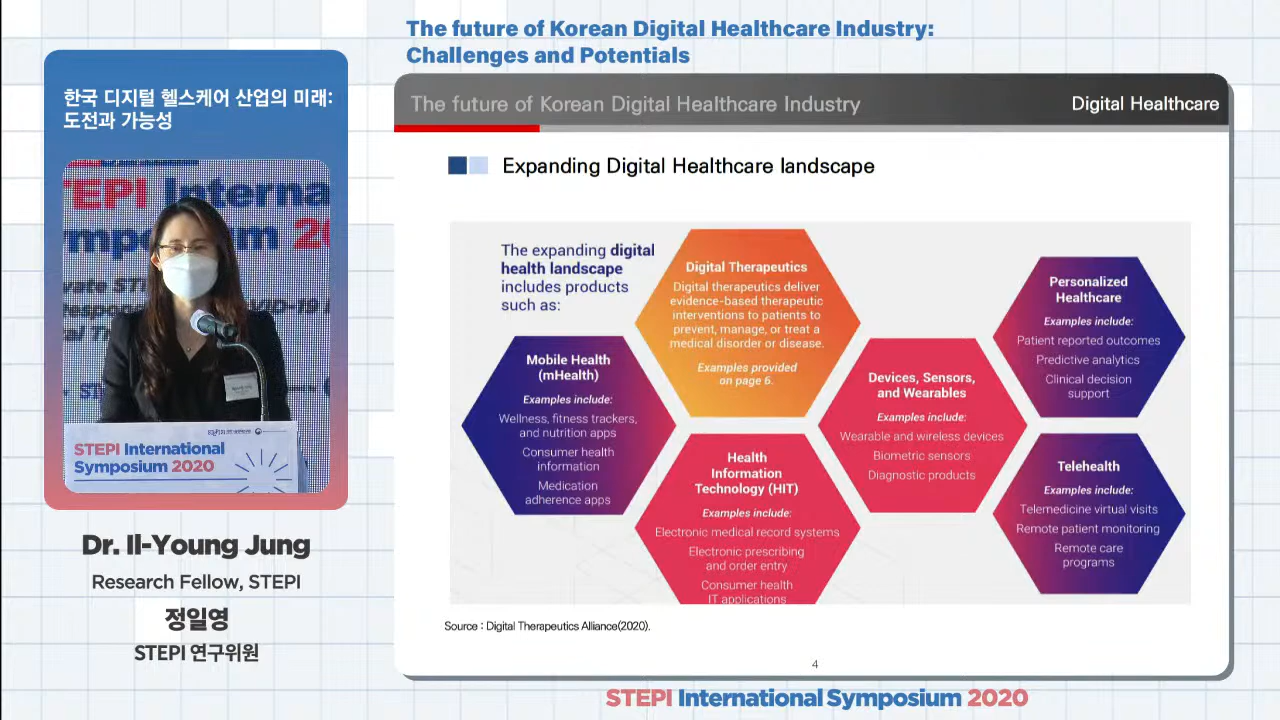 The future of Korean Digital Healthcare Industry:
Challenges and Potentials
한국 디지털 헬스케어 산업의 미래:
도전과 가능성
TEPI Interna
ymposium 2
STEPI International
Symposium 2020
Dr. Il-Young Jung
Research Fellow, STEPI
정일영
STEPI 연구위원
The future of Korean Digital Healthcare Industry
Digital Healthcare
Expanding Digital Healthcare landscape
The expanding digital
health landscape
includes products
such as:
Mobile Health
(mHealth)
Examples include:
Wellness, fitness trackers,
and nutrition apps
Consumer health
information
Medication
adherence apps
Digital Therapeutics
Digital therapeutics deliver
evidence-based therapeutic
interventions to patients to
prevent, manage, or treat a
medical disorder or disease.
Examples provided
on page 6.
Health
Information
Technology (HIT)
Examples include:
Electronic medical record systems
Electronic prescribing
and order entry
Consumer health
IT applications
Devices, Sensors,
and Wearables
Examples include:
Wearable and wireless devices
Biometric sensors
Diagnostic products
Personalized
Healthcare
Examples include:
Patient reported outcomes
Predictive analytics
Clinical decision
support
Telehealth
Examples include:
Telemedicine virtual visits
Remote patient monitoring
Remote care
programs
Source : Digital Therapeutics Alliance(2020).
4
STEPI International Symposium 2020